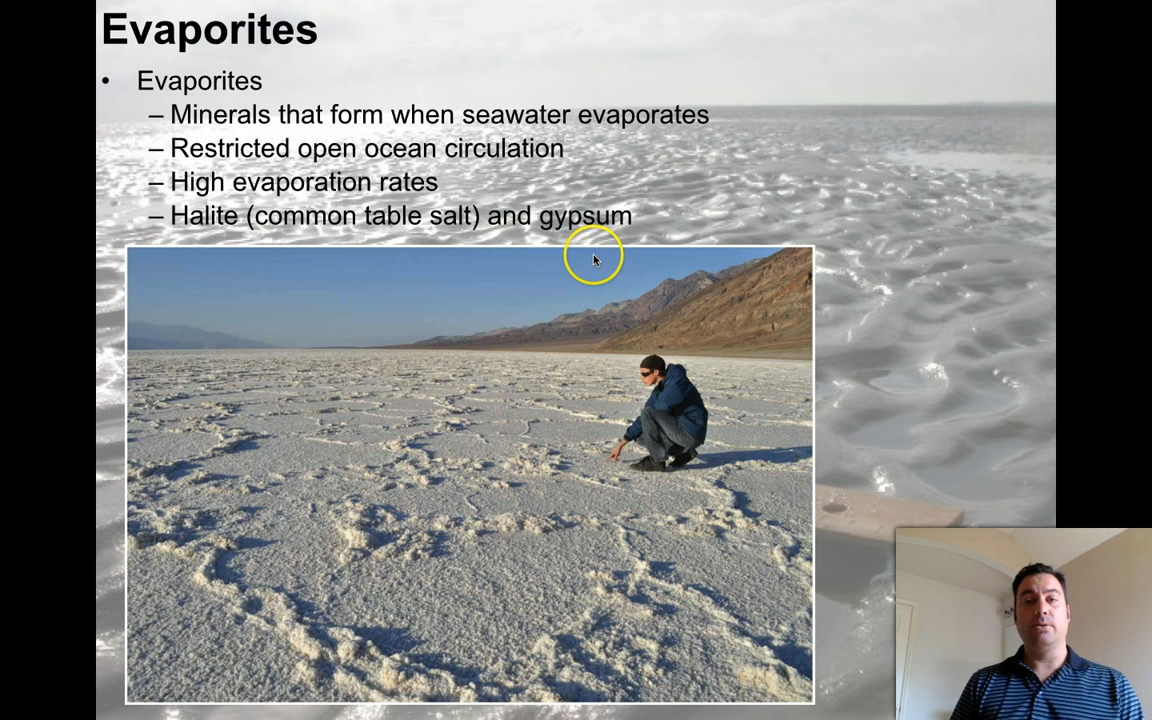 Evaporites
• Evaporites
– Minerals that form when seawater evaporates
– Restricted open ocean circulation
– High evaporation rates
– Halite (common table salt) and gypsum